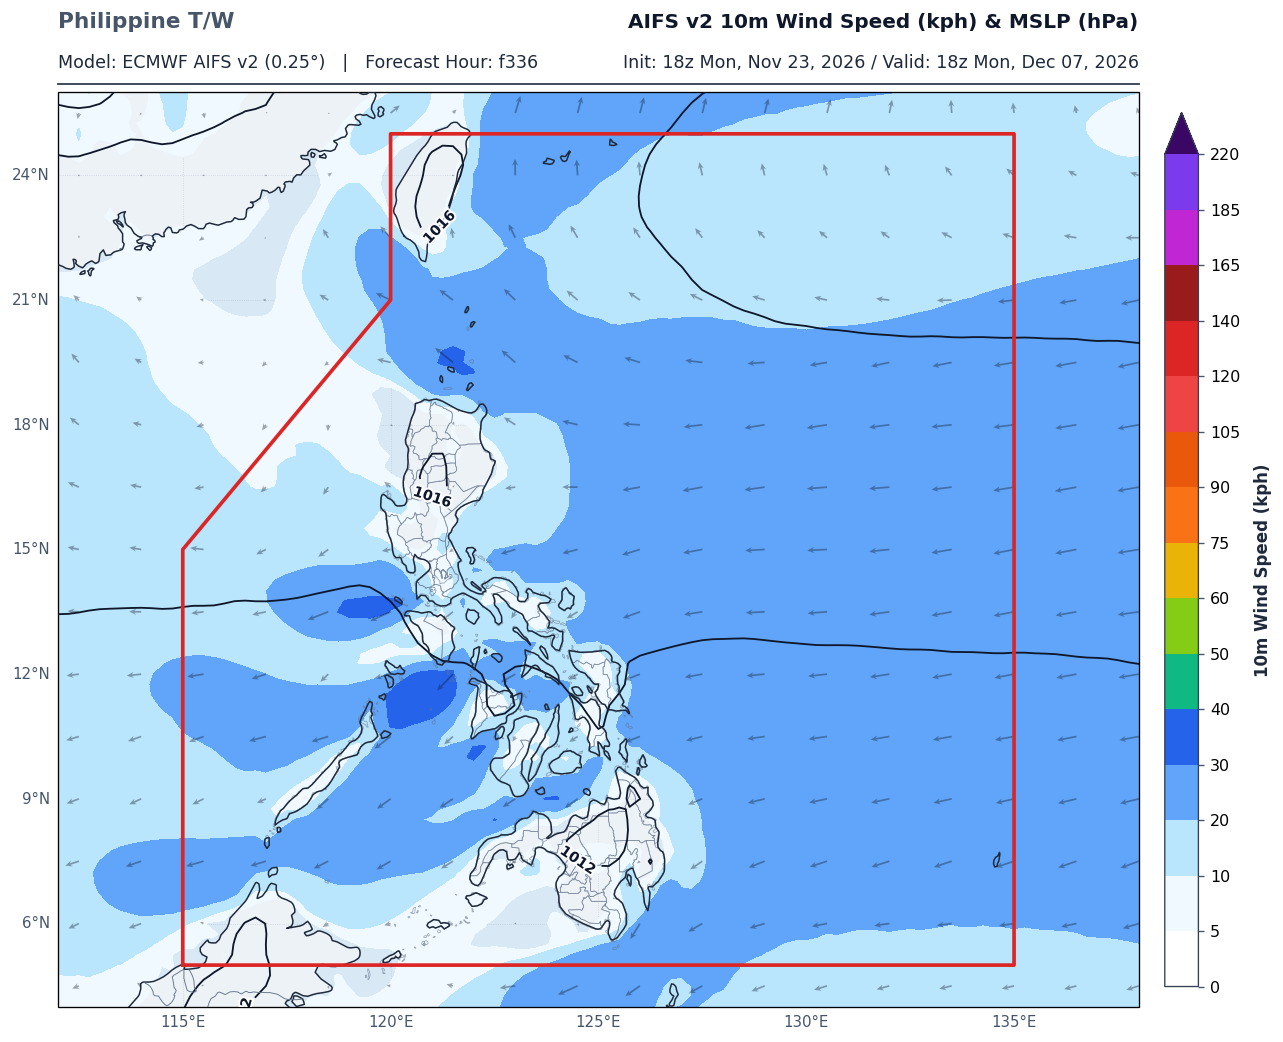 Philippine T/W
AIFS v2 10m Wind Speed (kph) & MSLP (hPa)
Model: ECMWF AIFS v2 (0.25°) | Forecast Hour: f336
Init: 18z Mon, Nov 23, 2026 / Valid: 18z Mon, Dec 07, 2026
24°N
21°N
18°N
15°N
12°N
9°N
6°N
1016
1016
1012
2
115°E
120°E
125°E
130°E
135°E
220
185
165
140
120
105
90
75
60
50
40
30
20
10
5
0
10m Wind Speed (kph)